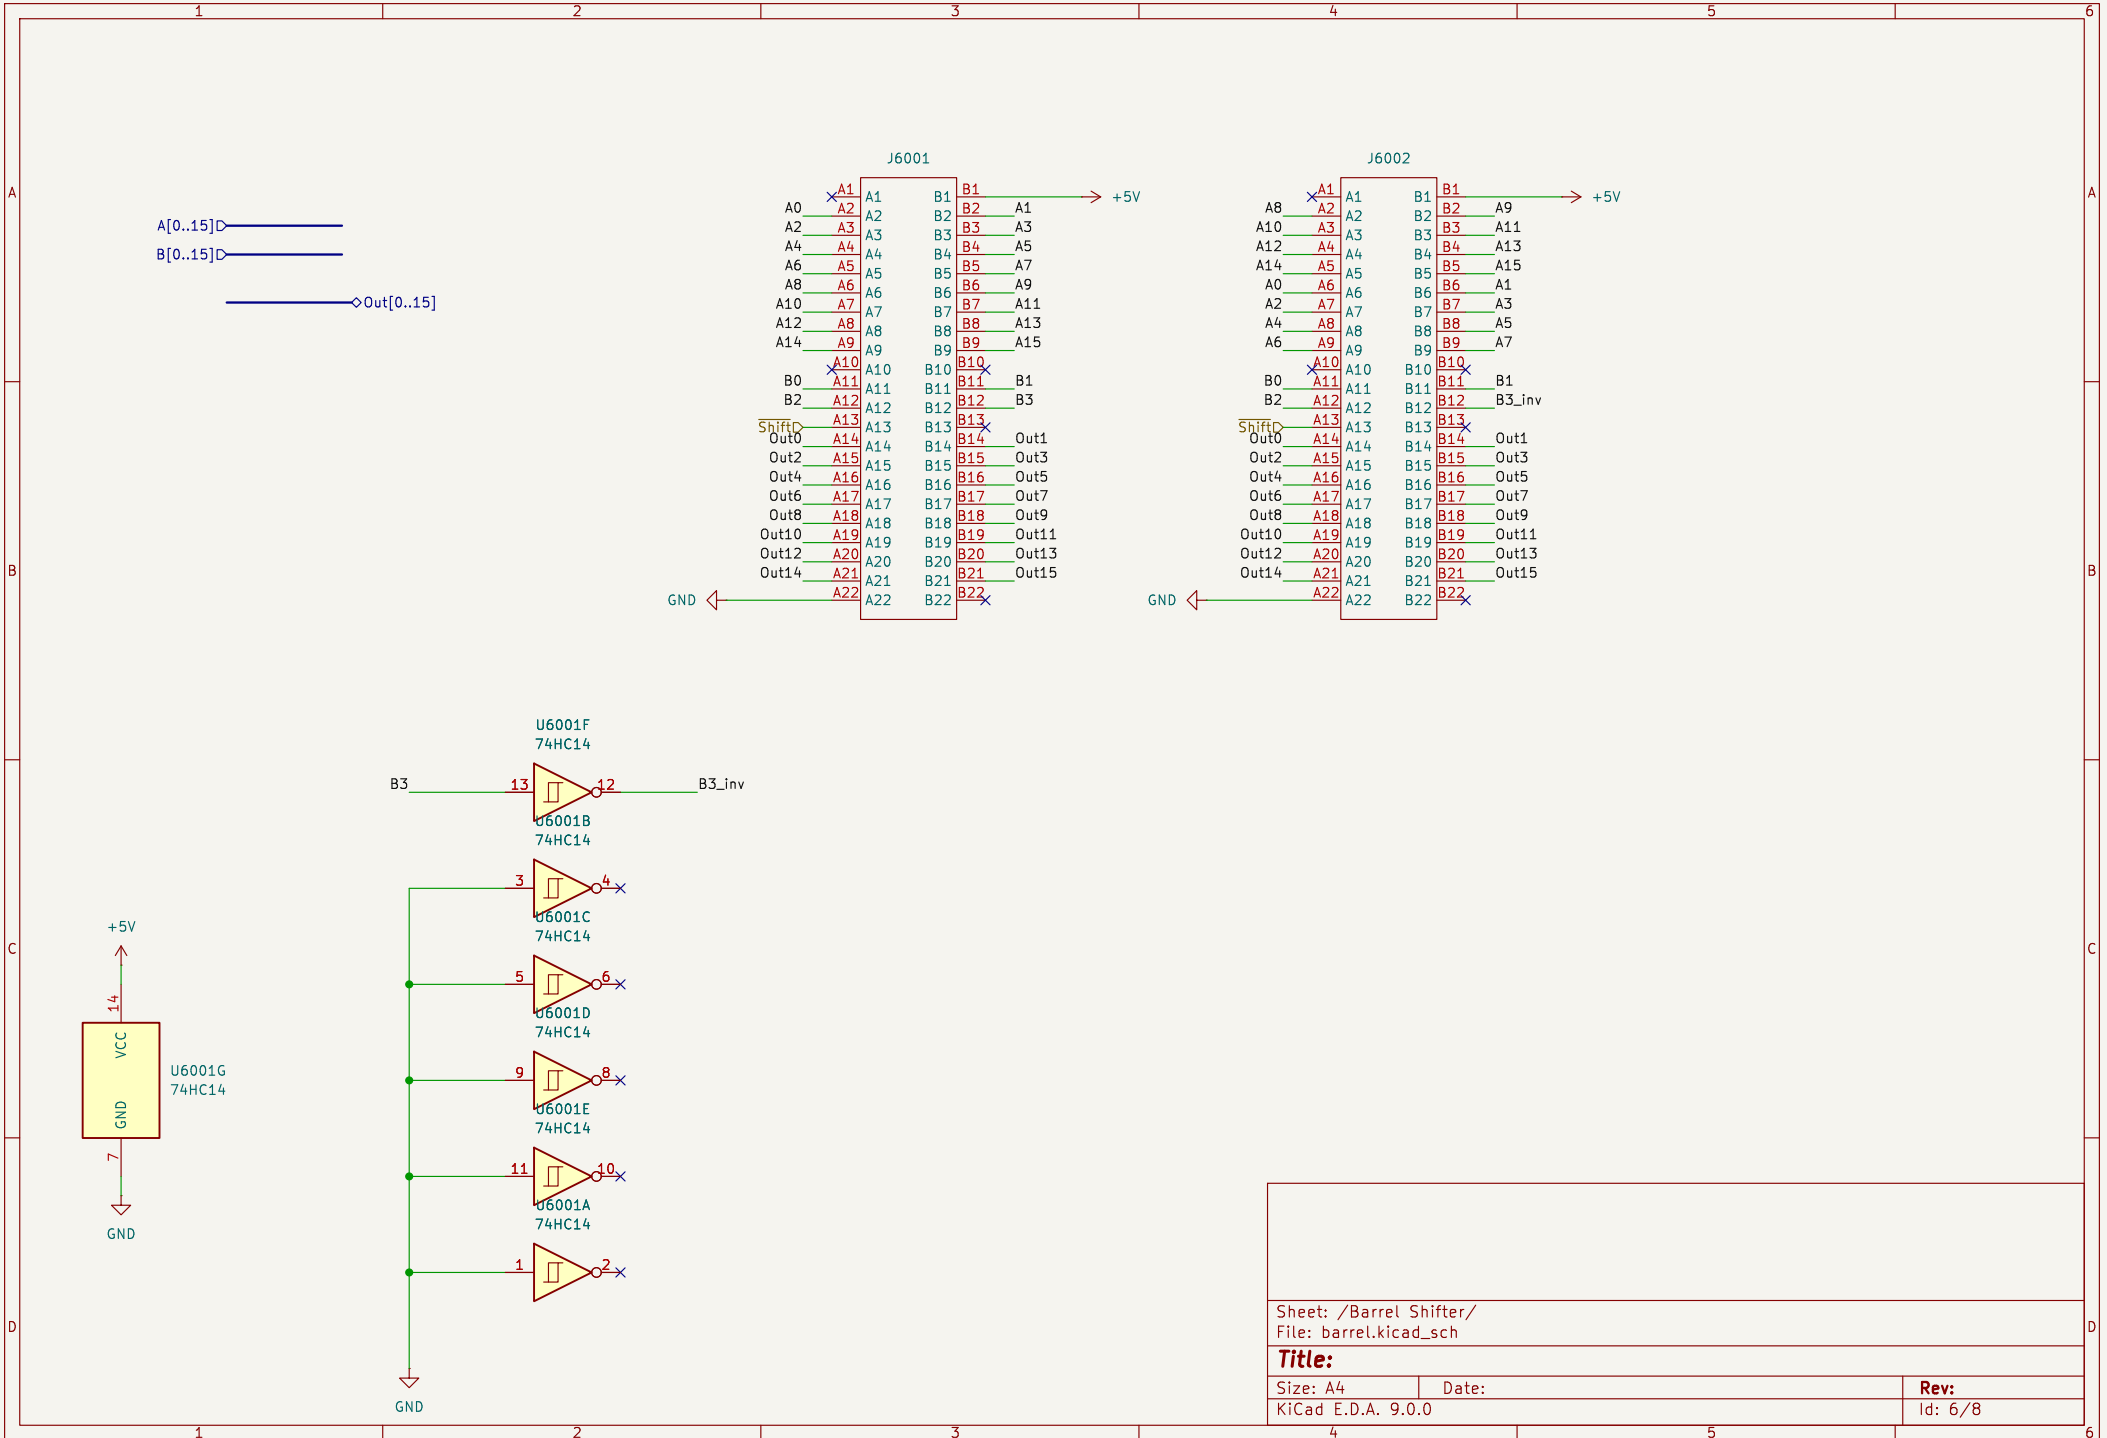 1 2 3 4 5 6
A
A
J6001
J6002
A[0..15]
B[0..15]
Out[0..15]
A1 A1 B1 B1 +5V
A0 A2 A2 B2 B2 A1
A2 A3 A3 B3 B3 A3
A4 A4 A4 B4 B4 A5
A6 A5 A5 B5 B5 A7
A8 A6 A6 B6 B6 A9
A10 A7 A7 B7 B7 A11
A12 A8 A8 B8 B8 A13
A14 A9 A9 B9 B9 A15
A10 A10 B10 B10
B0 A11 A11 B11 B11 B1
B2 A12 A12 B12 B12 B3
Shift A13 A13 B13 B13
Out0 A14 A14 B14 B14 Out1
Out2 A15 A15 B15 B15 Out3
Out4 A16 A16 B16 B16 Out5
Out6 A17 A17 B17 B17 Out7
Out8 A18 A18 B18 B18 Out9
Out10 A19 A19 B19 B19 Out11
Out12 A20 A20 B20 B20 Out13
Out14 A21 A21 B21 B21 Out15
GND A22 A22 B22 B22
A1 A1 B1 B1 +5V
A8 A2 A2 B2 B2 A9
A10 A3 A3 B3 B3 A11
A12 A4 A4 B4 B4 A13
A14 A5 A5 B5 B5 A15
A0 A6 A6 B6 B6 A1
A2 A7 A7 B7 B7 A3
A4 A8 A8 B8 B8 A5
A6 A9 A9 B9 B9 A7
A10 A10 B10 B10
B0 A11 A11 B11 B11 B1
B2 A12 A12 B12 B12 B3_inv
Shift A13 A13 B13 B13
Out0 A14 A14 B14 B14 Out1
Out2 A15 A15 B15 B15 Out3
Out4 A16 A16 B16 B16 Out5
Out6 A17 A17 B17 B17 Out7
Out8 A18 A18 B18 B18 Out9
Out10 A19 A19 B19 B19 Out11
Out12 A20 A20 B20 B20 Out13
Out14 A21 A21 B21 B21 Out15
GND A22 A22 B22 B22
B
B
U6001F
74HC14
B3 13 12 B3_inv
U6001B
74HC14
3 4
U6001C
74HC14
5 6
U6001D
74HC14
9 8
U6001E
74HC14
11 10
U6001A
74HC14
1 2
GND
C
C
+5V
14
VCC
U6001G
74HC14
GND
7
GND
D
D
Sheet: /Barrel Shifter/
File: barrel.kicad_sch
Title:
Size: A4 Date: Rev:
KiCad E.D.A. 9.0.0 Id: 6/8
1 2 3 4 5 6